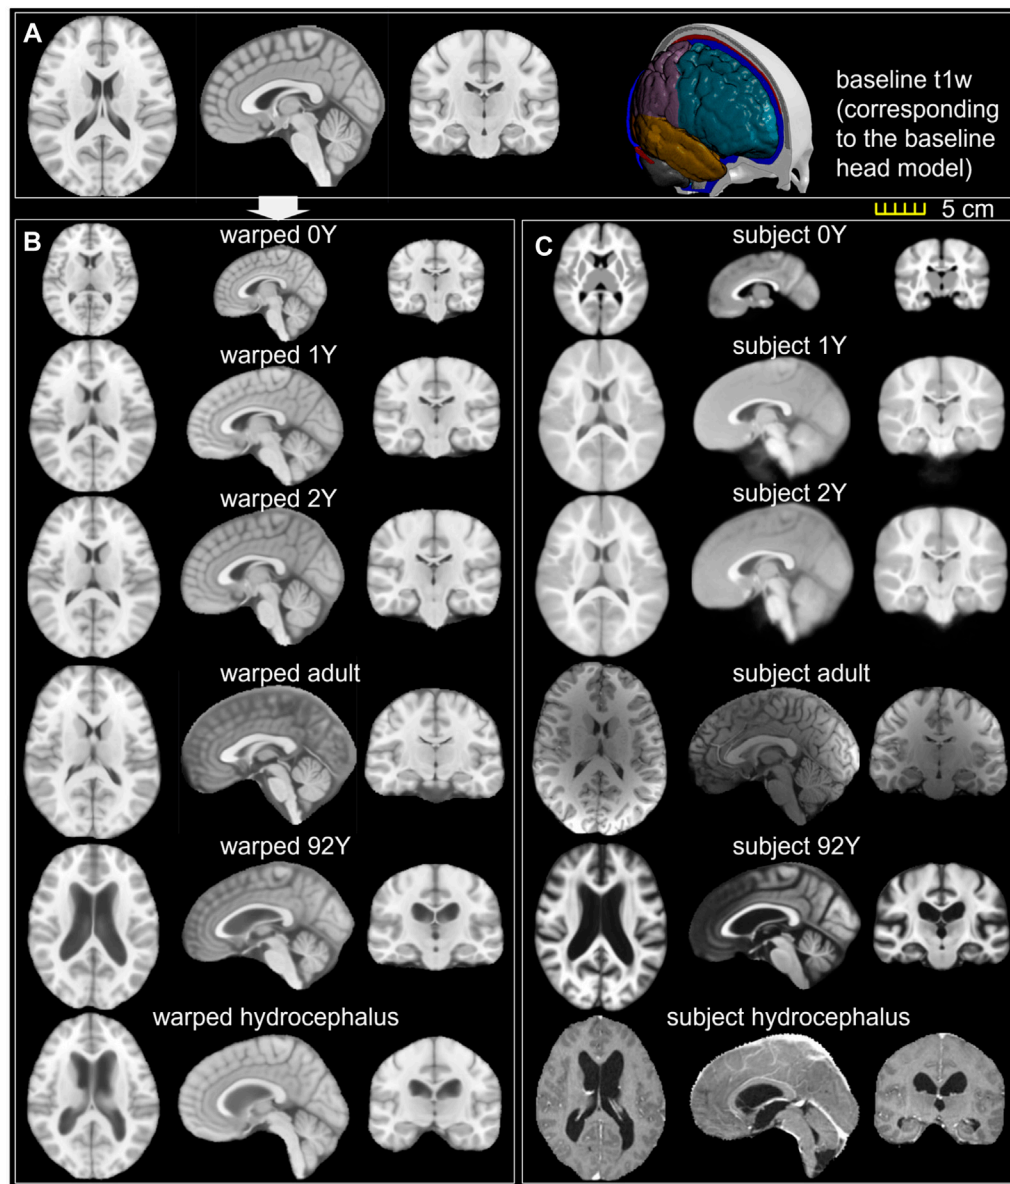 A
baseline t1w
(corresponding
to the baseline
head model)
5 cm
B
warped 0Y
warped 1Y
warped 2Y
warped adult
warped 92Y
warped hydrocephalus
C
subject 0Y
subject 1Y
subject 2Y
subject adult
subject 92Y
subject hydrocephalus